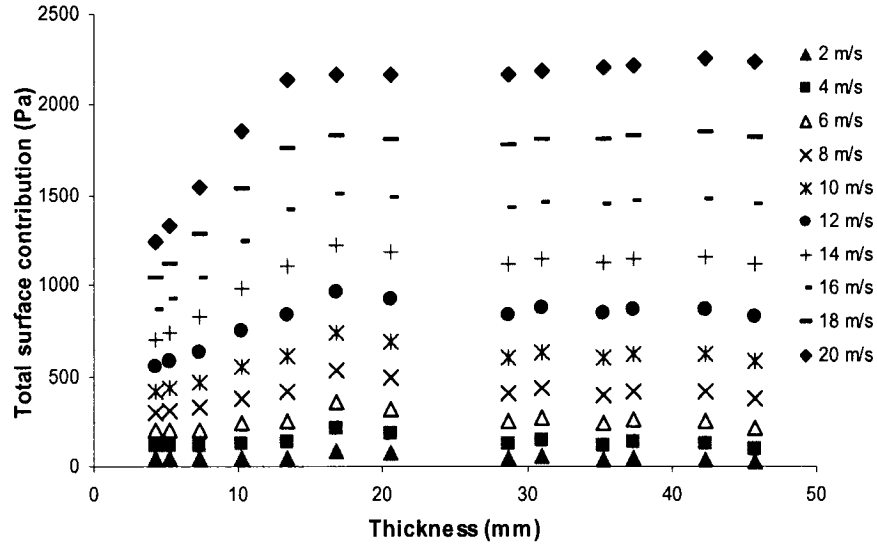 2500
2000
1500
1000
500
0
Total surface contribution (Pa)
0 10 20 30 40 50
Thickness (mm)
2 m/s
4 m/s
6 m/s
8 m/s
10 m/s
12 m/s
14 m/s
16 m/s
18 m/s
20 m/s